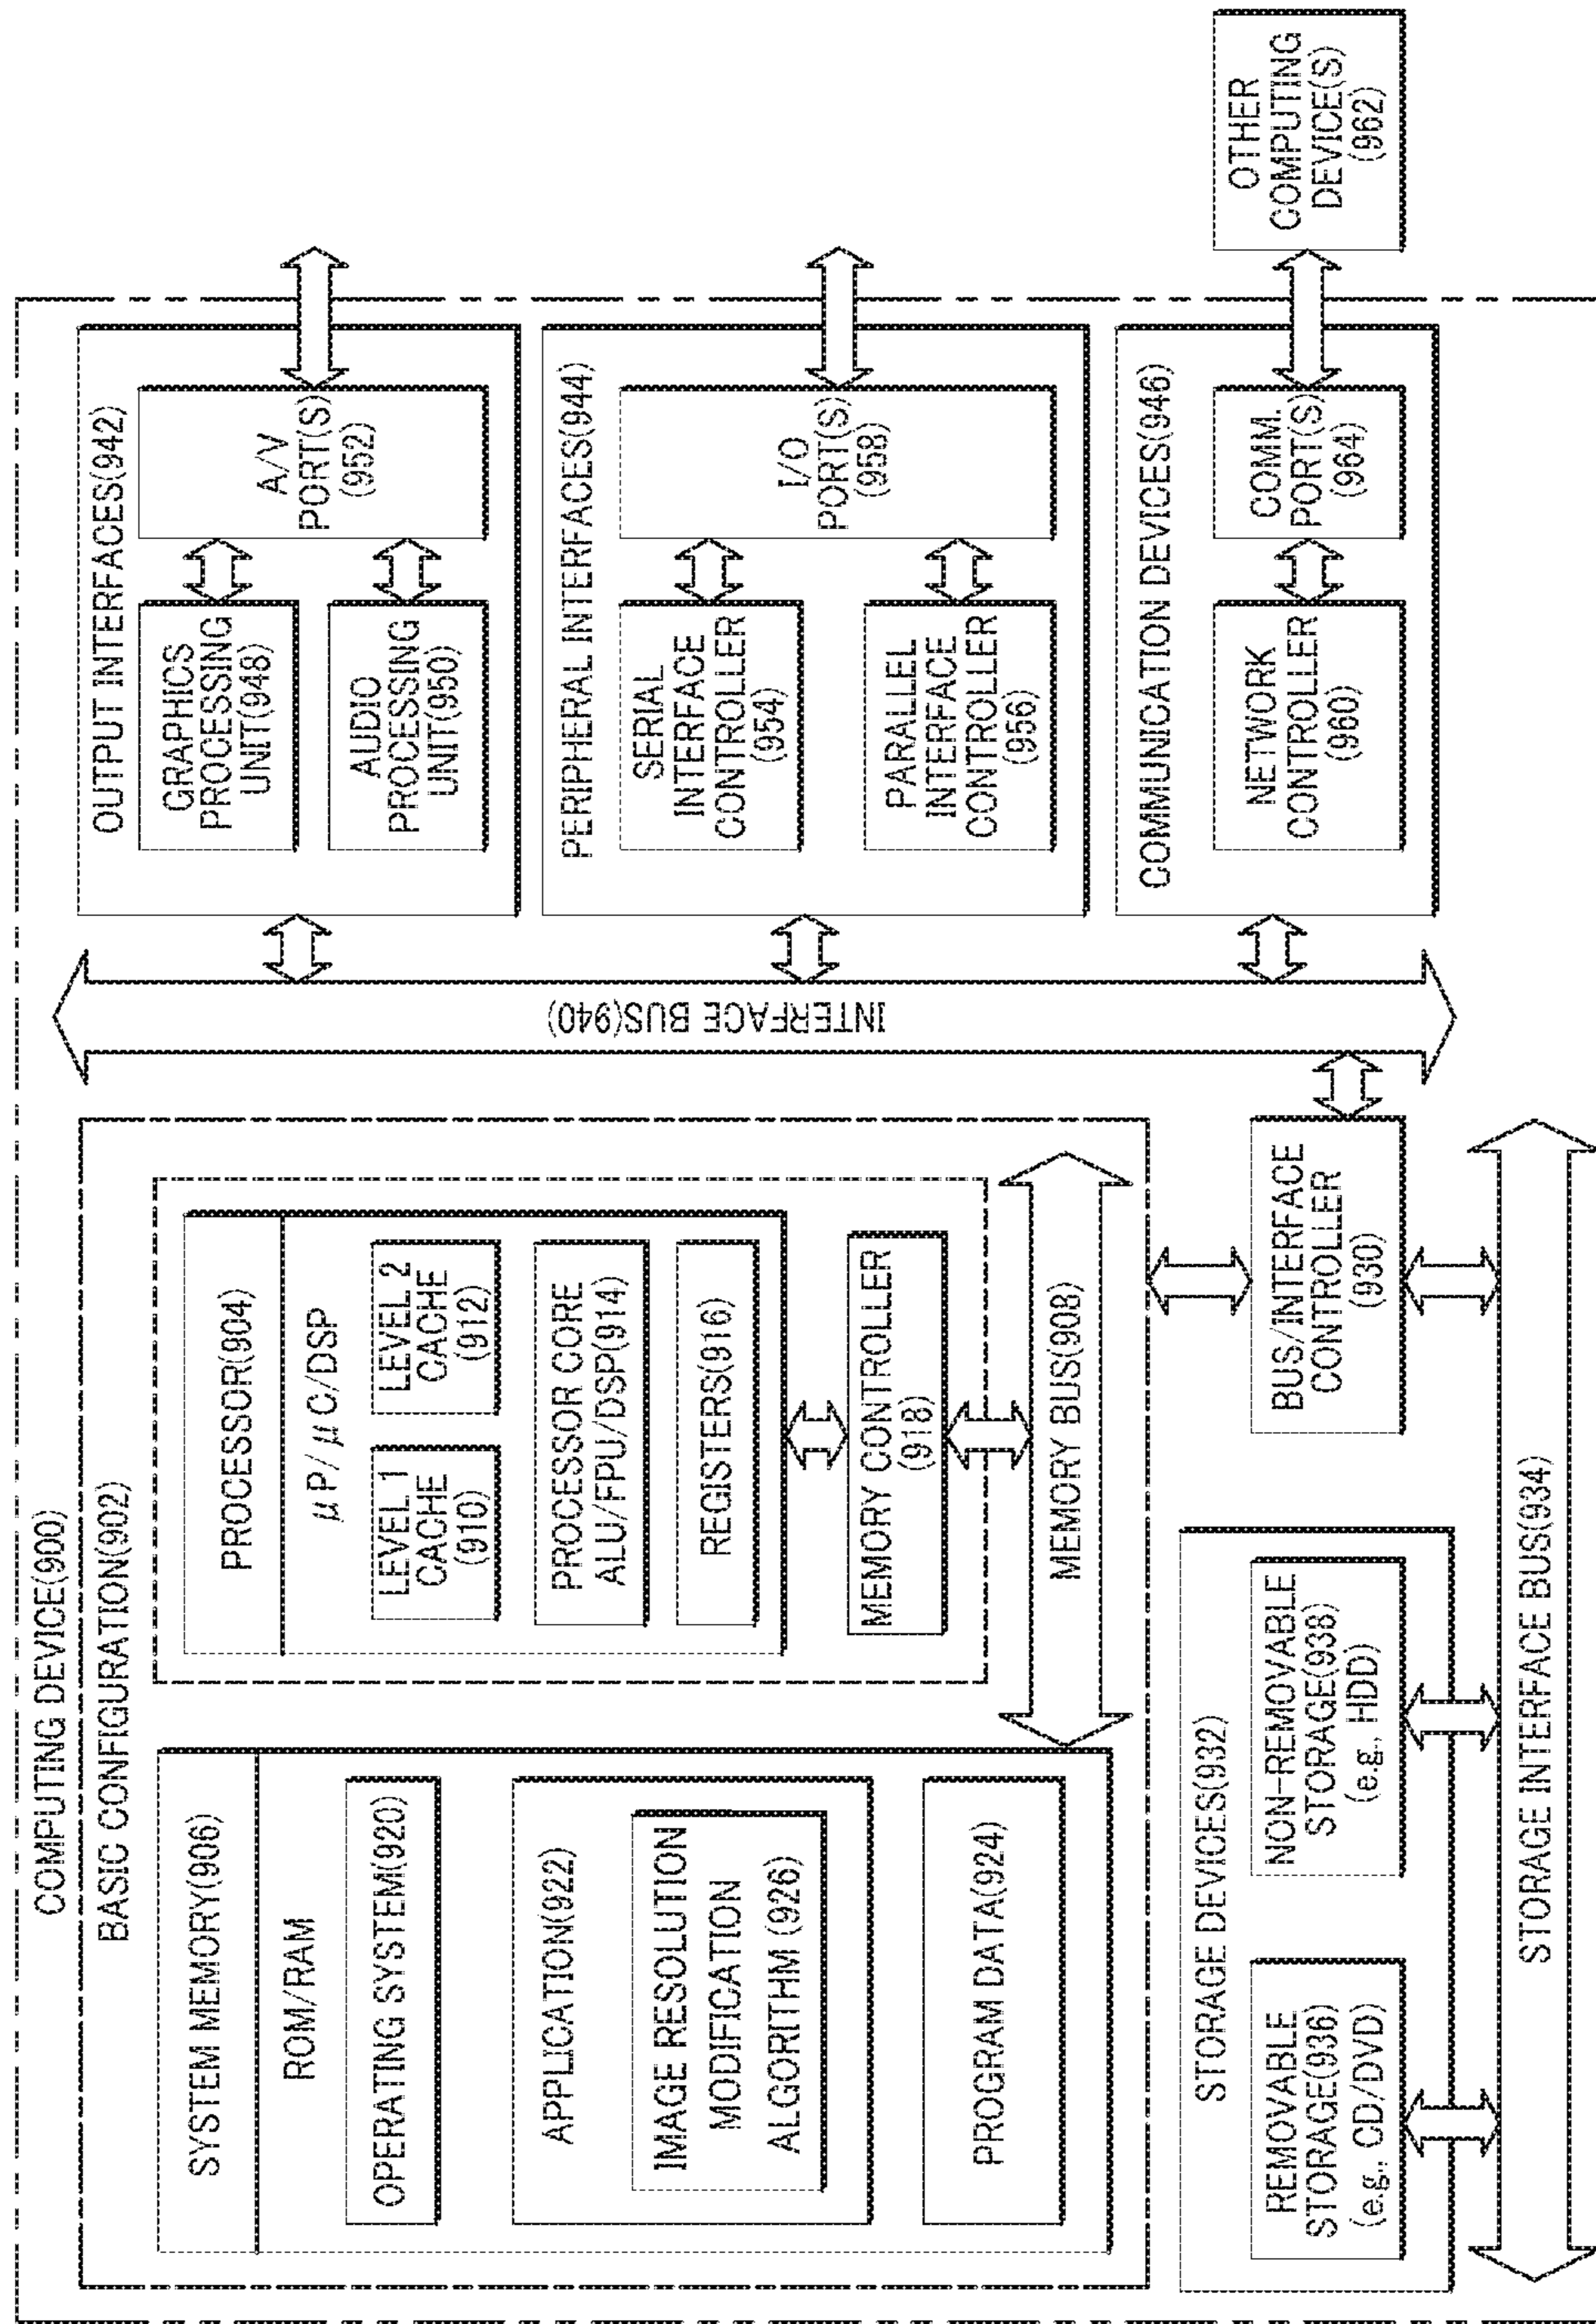 COMPUTING DEVICE(900)
BASIC CONFIGURATION(902)
SYSTEM MEMORY(906)
ROM/RAM
OPERATING SYSTEM(920)
APPLICATION(922)
IMAGE RESOLUTION
MODIFICATION
ALGORITHM (926)
PROGRAM DATA(924)
PROCESSOR(904)
μP/μC/DSP
LEVEL 1
CACHE
(910)
LEVEL 2
CACHE
(912)
PROCESSOR CORE
ALU/FPU/DSP(914)
REGISTERS(916)
MEMORY CONTROLLER
(918)
MEMORY BUS(908)
STORAGE DEVICES(932)
REMOVABLE
STORAGE(936)
(e.g., CD/DVD)
NON-REMOVABLE
STORAGE(938)
(e.g., HDD)
BUS/INTERFACE
CONTROLLER
(930)
STORAGE INTERFACE BUS(934)
INTERFACE BUS(940)
OUTPUT INTERFACES(942)
GRAPHICS
PROCESSING
UNIT(948)
AUDIO
PROCESSING
UNIT(950)
A/V
PORT(S)
(952)
PERIPHERAL INTERFACES(944)
SERIAL
INTERFACE
CONTROLLER
(954)
PARALLEL
INTERFACE
CONTROLLER
(956)
I/O
PORT(S)
(958)
COMMUNICATION DEVICES(946)
NETWORK
CONTROLLER
(960)
COMM.
PORT(S)
(964)
OTHER
COMPUTING
DEVICE(S)
(962)